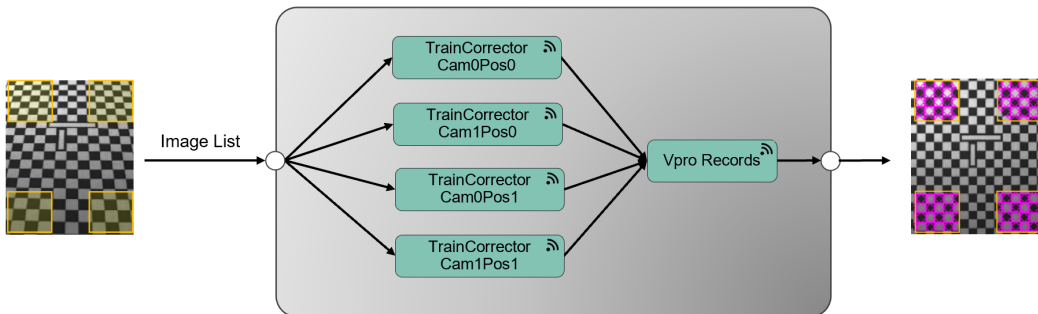 TrainCorrector
Cam0Pos0
TrainCorrector
Cam1Pos0
Image List
Vpro Records
TrainCorrector
Cam0Pos1
TrainCorrector
Cam1Pos1